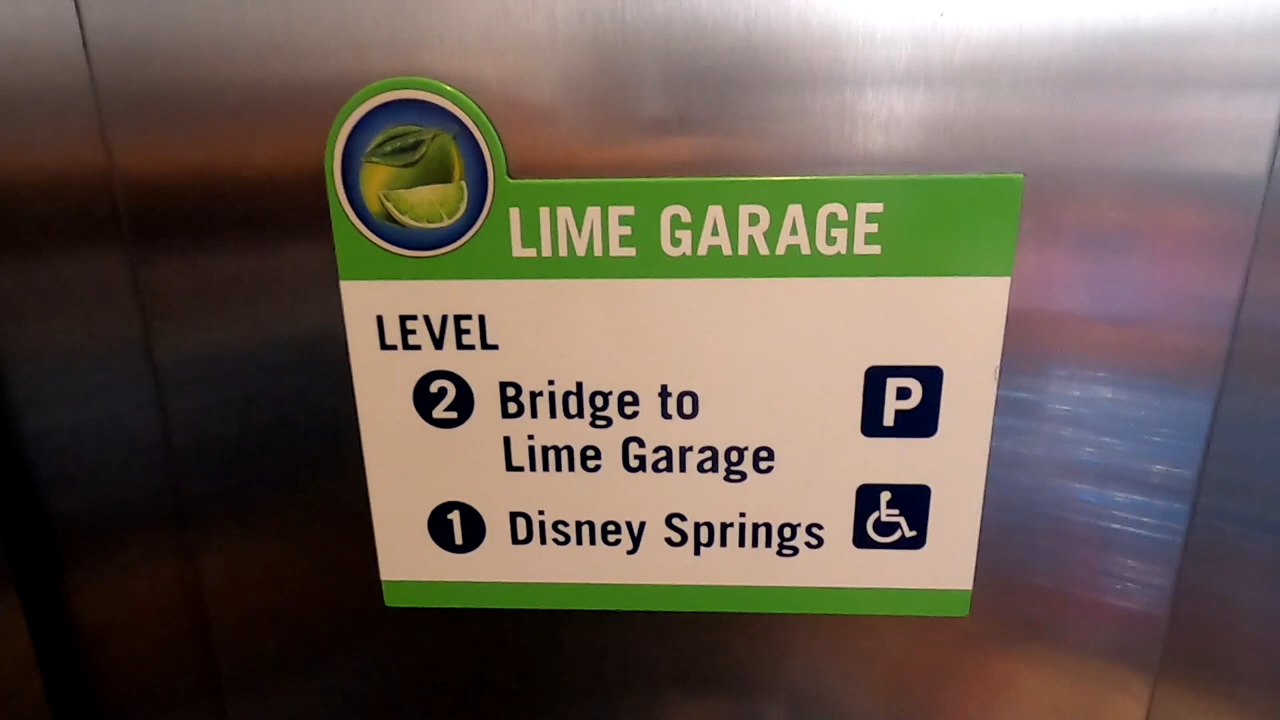 LIME GARAGE
LEVEL
2 Bridge to P
Lime Garage
1 Disney Springs